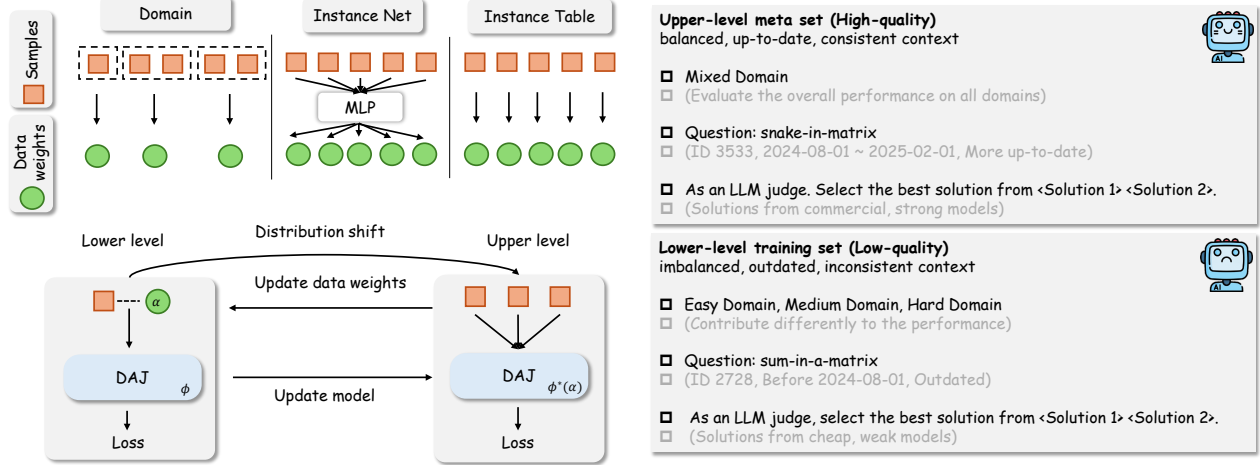 Samples
Data weights
Domain
Instance Net
MLP
Instance Table
Lower level
Distribution shift
Upper level
Update data weights
α
DAJ
ϕ
Loss
Update model
DAJ
ϕ*(α)
Loss
Upper-level meta set (High-quality)
balanced, up-to-date, consistent context
AI
Mixed Domain
(Evaluate the overall performance on all domains)
Question: snake-in-matrix
(ID 3533, 2024-08-01 ~ 2025-02-01, More up-to-date)
As an LLM judge. Select the best solution from <Solution 1> <Solution 2>.
(Solutions from commercial, strong models)
Lower-level training set (Low-quality)
imbalanced, outdated, inconsistent context
AI
Easy Domain, Medium Domain, Hard Domain
(Contribute differently to the performance)
Question: sum-in-a-matrix
(ID 2728, Before 2024-08-01, Outdated)
As an LLM judge, select the best solution from <Solution 1> <Solution 2>.
(Solutions from cheap, weak models)